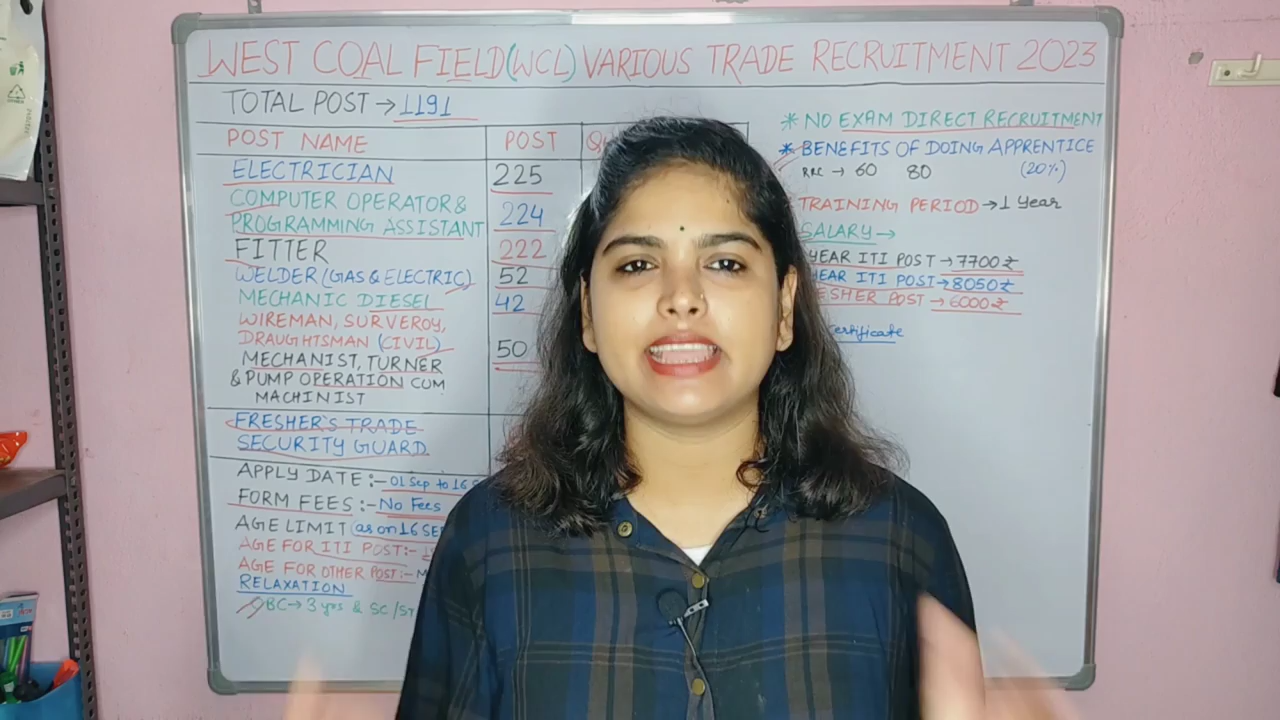 WEST COAL FIELD(WCL) VARIOUS TRADE RECRUITMENT 2023
TOTAL POST → 1191
POST NAME POST
ELECTRICIAN 225
COMPUTER OPERATOR &
PROGRAMMING ASSISTANT 224
FITTER 222
WELDER (GAS & ELECTRIC) 52
MECHANIC DIESEL 42
WIREMAN, SURVEROY,
DRAUGHTSMAN (CIVIL) 50
MECHANIST, TURNER
& PUMP OPERATION CUM
MACHINIST
FRESHER'S TRADE
SECURITY GUARD
APPLY DATE :- 01 Sep to 16
FORM FEES :- No Fees
AGE LIMIT (as on 16 SE
AGE FOR ITI POST :-
AGE FOR OTHER POST :-
RELAXATION
BC → 3 yrs & SC/ST
* NO EXAM DIRECT RECRUITMENT
* BENEFITS OF DOING APPRENTICE
RRC → 60 80 (20%)
TRAINING PERIOD → 1 Year
SALARY →
YEAR ITI POST → 7700₹
YEAR ITI POST → 8050₹
ESHER POST → 6000₹
ertificate